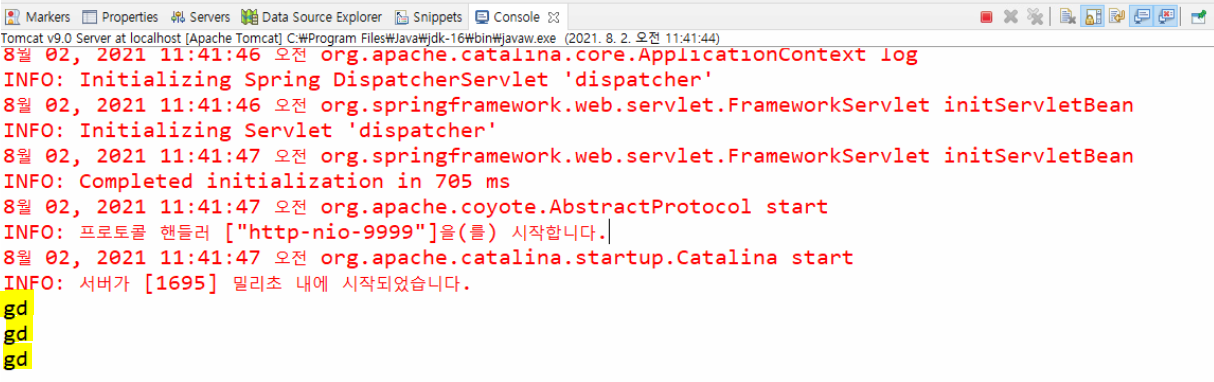 Markers Properties Servers Data Source Explorer Snippets Console
Tomcat v9.0 Server at localhost [Apache Tomcat] C:₩Program Files₩Java₩jdk-16₩bin₩javaw.exe (2021. 8. 2. 오전 11:41:44)
8월 02, 2021 11:41:46 오전 org.apache.catalina.core.ApplicationContext log
INFO: Initializing Spring DispatcherServlet 'dispatcher'
8월 02, 2021 11:41:46 오전 org.springframework.web.servlet.FrameworkServlet initServletBean
INFO: Initializing Servlet 'dispatcher'
8월 02, 2021 11:41:47 오전 org.springframework.web.servlet.FrameworkServlet initServletBean
INFO: Completed initialization in 705 ms
8월 02, 2021 11:41:47 오전 org.apache.coyote.AbstractProtocol start
INFO: 프로토콜 핸들러 ["http-nio-9999"]을(를) 시작합니다.
8월 02, 2021 11:41:47 오전 org.apache.catalina.startup.Catalina start
INFO: 서버가 [1695] 밀리초 내에 시작되었습니다.
gd
gd
gd